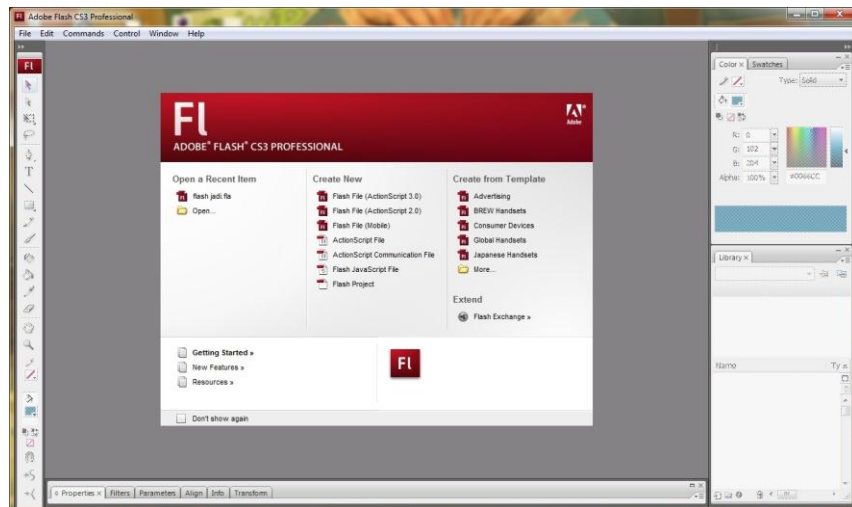 Adobe Flash CS3 Professional
File Edit Commands Control Window Help
Fl
Fl
Adobe
ADOBE® FLASH® CS3 PROFESSIONAL
Open a Recent Item
flash jadi.fla
Open...
Create New
Flash File (ActionScript 3.0)
Flash File (ActionScript 2.0)
Flash File (Mobile)
ActionScript File
ActionScript Communication File
Flash JavaScript File
Flash Project
Create from Template
Advertising
BREW Handsets
Consumer Devices
Global Handsets
Japanese Handsets
More...
Extend
Flash Exchange »
Getting Started »
New Features »
Resources »
Fl
Don't show again
Properties × Filters Parameters Align Info Transform
Color × Swatches
Type: Solid
R: 0
G: 102
B: 204
Alpha: 100% #0066CC
Library ×
Name Ty